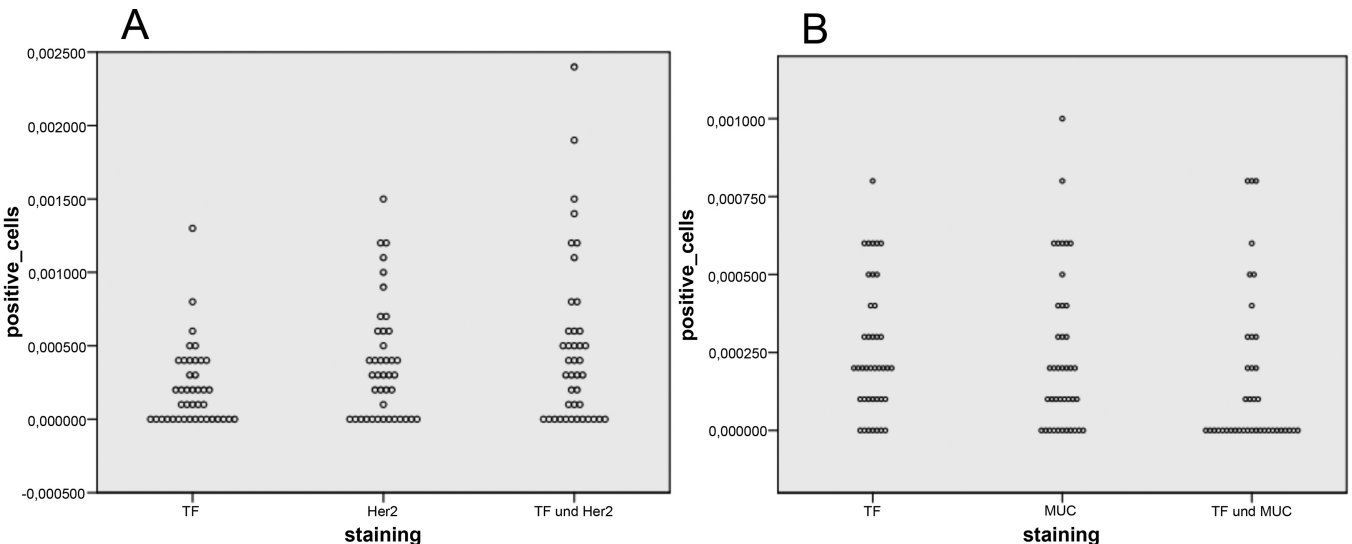 A
0,002500
0,002000
0,001500
0,001000
0,000500
0,000000
-0,000500
positive_cells
TF
Her2
TF und Her2
staining
B
0,001000
0,000750
0,000500
0,000250
0,000000
positive_cells
TF
MUC
TF und MUC
staining